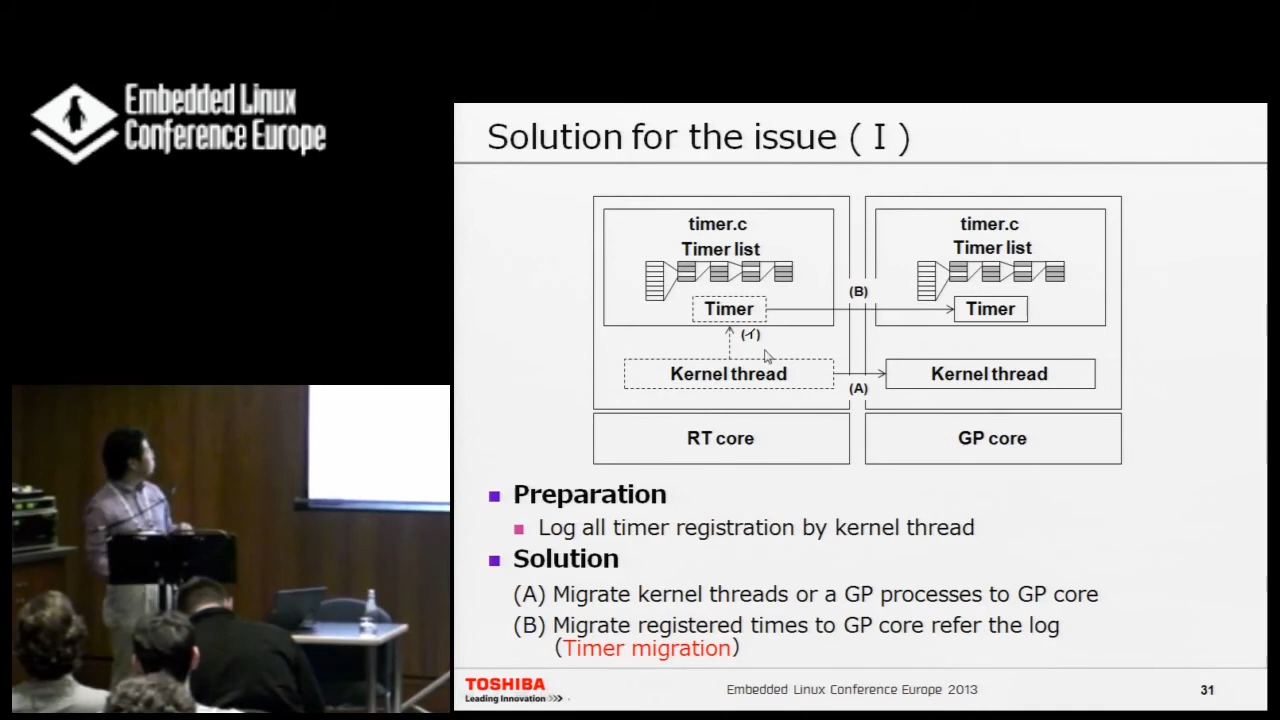 Embedded Linux
Conference Europe
Solution for the issue ( I )
timer.c
Timer list
Timer
(イ)
Kernel thread
RT core
(B)
(A)
timer.c
Timer list
Timer
Kernel thread
GP core
Preparation
Log all timer registration by kernel thread
Solution
(A) Migrate kernel threads or a GP processes to GP core
(B) Migrate registered times to GP core refer the log
(Timer migration)
TOSHIBA
Leading Innovation >>>
Embedded Linux Conference Europe 2013
31